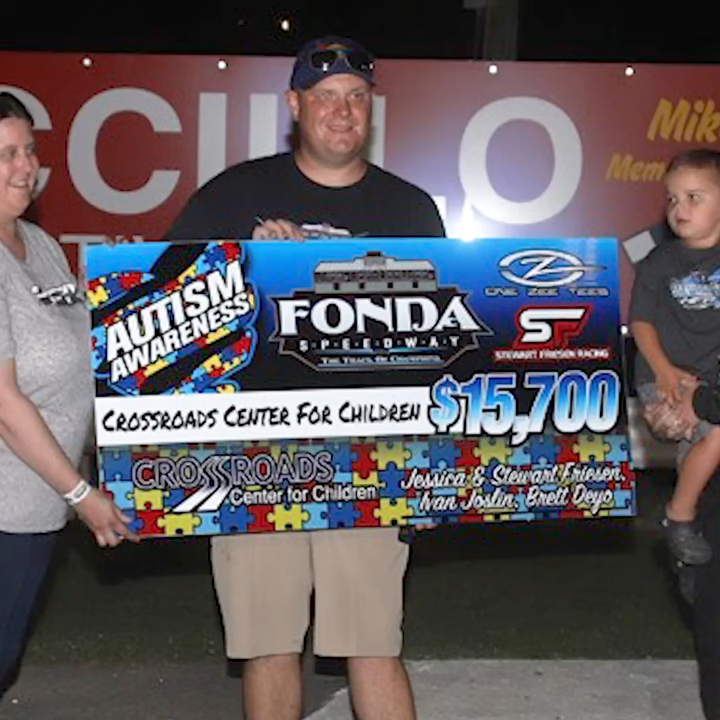 CCILLO
Mik
Mem
AUTISM
AWARENESS
FONDA
SPEEDWAY
THE TRACK OF CHAMPIONS
ONE ZEE TEES
SF
STEWART FRIESEN RACING
CROSSROADS CENTER FOR CHILDREN
$15,700
CROSSROADS
Center for Children
Jessica & Stewart Friesen,
Ivan Joslin, Brett Deyo